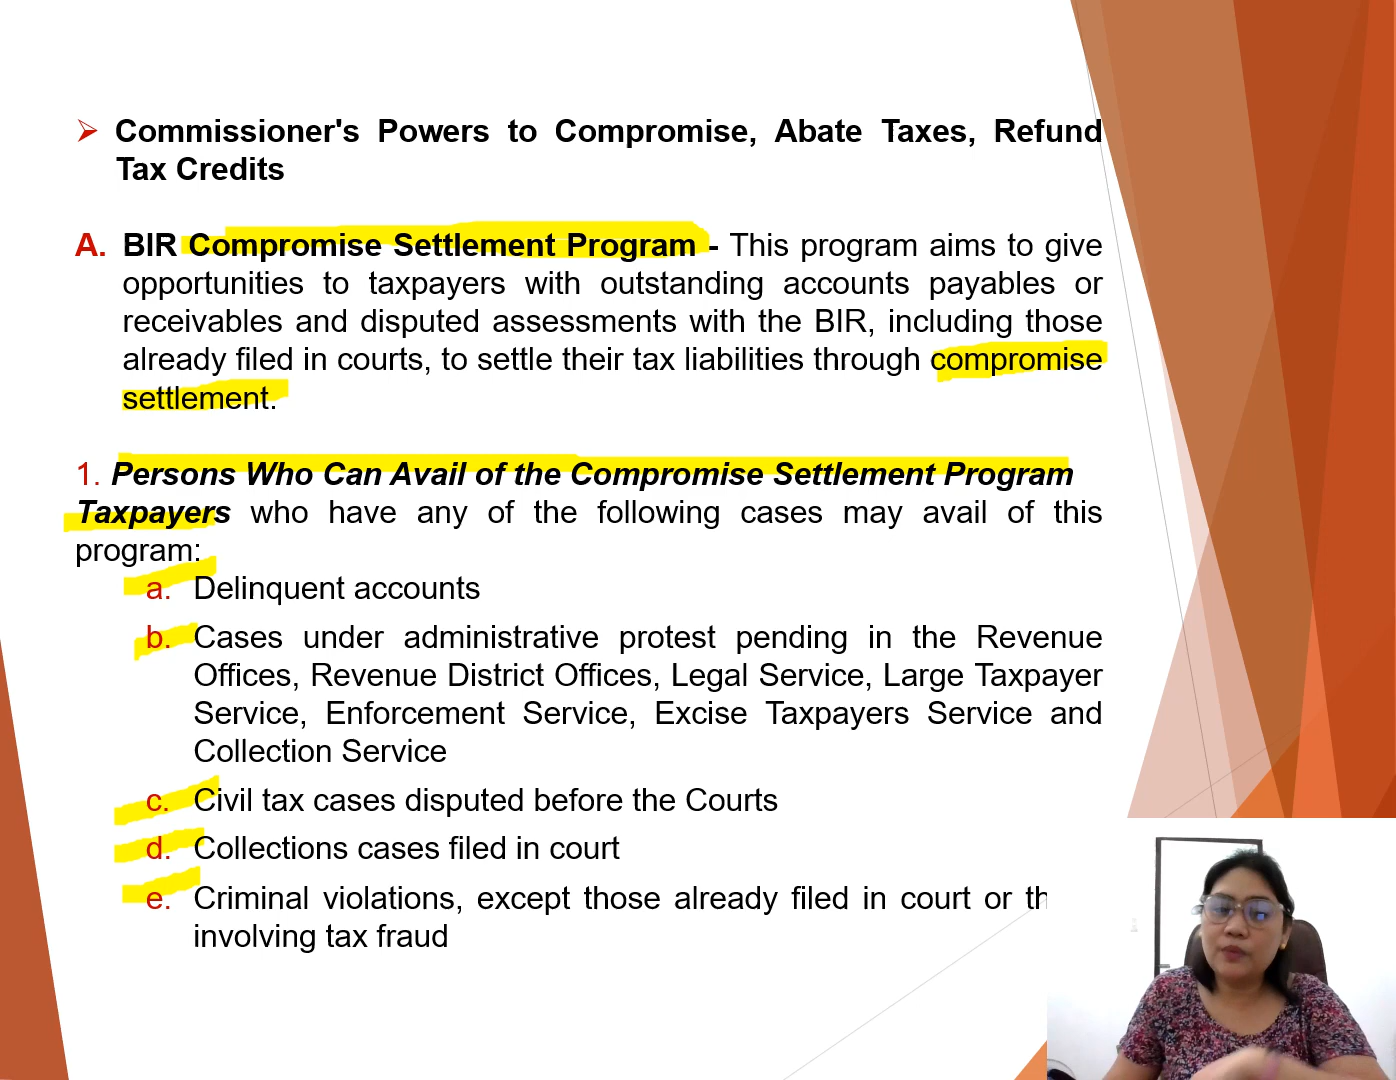 Commissioner's Powers to Compromise, Abate Taxes, Refund
Tax Credits
A. BIR Compromise Settlement Program - This program aims to give
opportunities to taxpayers with outstanding accounts payables or
receivables and disputed assessments with the BIR, including those
already filed in courts, to settle their tax liabilities through compromise
settlement.
1. Persons Who Can Avail of the Compromise Settlement Program
Taxpayers who have any of the following cases may avail of this
program:
a. Delinquent accounts
b. Cases under administrative protest pending in the Revenue
Offices, Revenue District Offices, Legal Service, Large Taxpayer
Service, Enforcement Service, Excise Taxpayers Service and
Collection Service
c. Civil tax cases disputed before the Courts
d. Collections cases filed in court
e. Criminal violations, except those already filed in court or
involving tax fraud